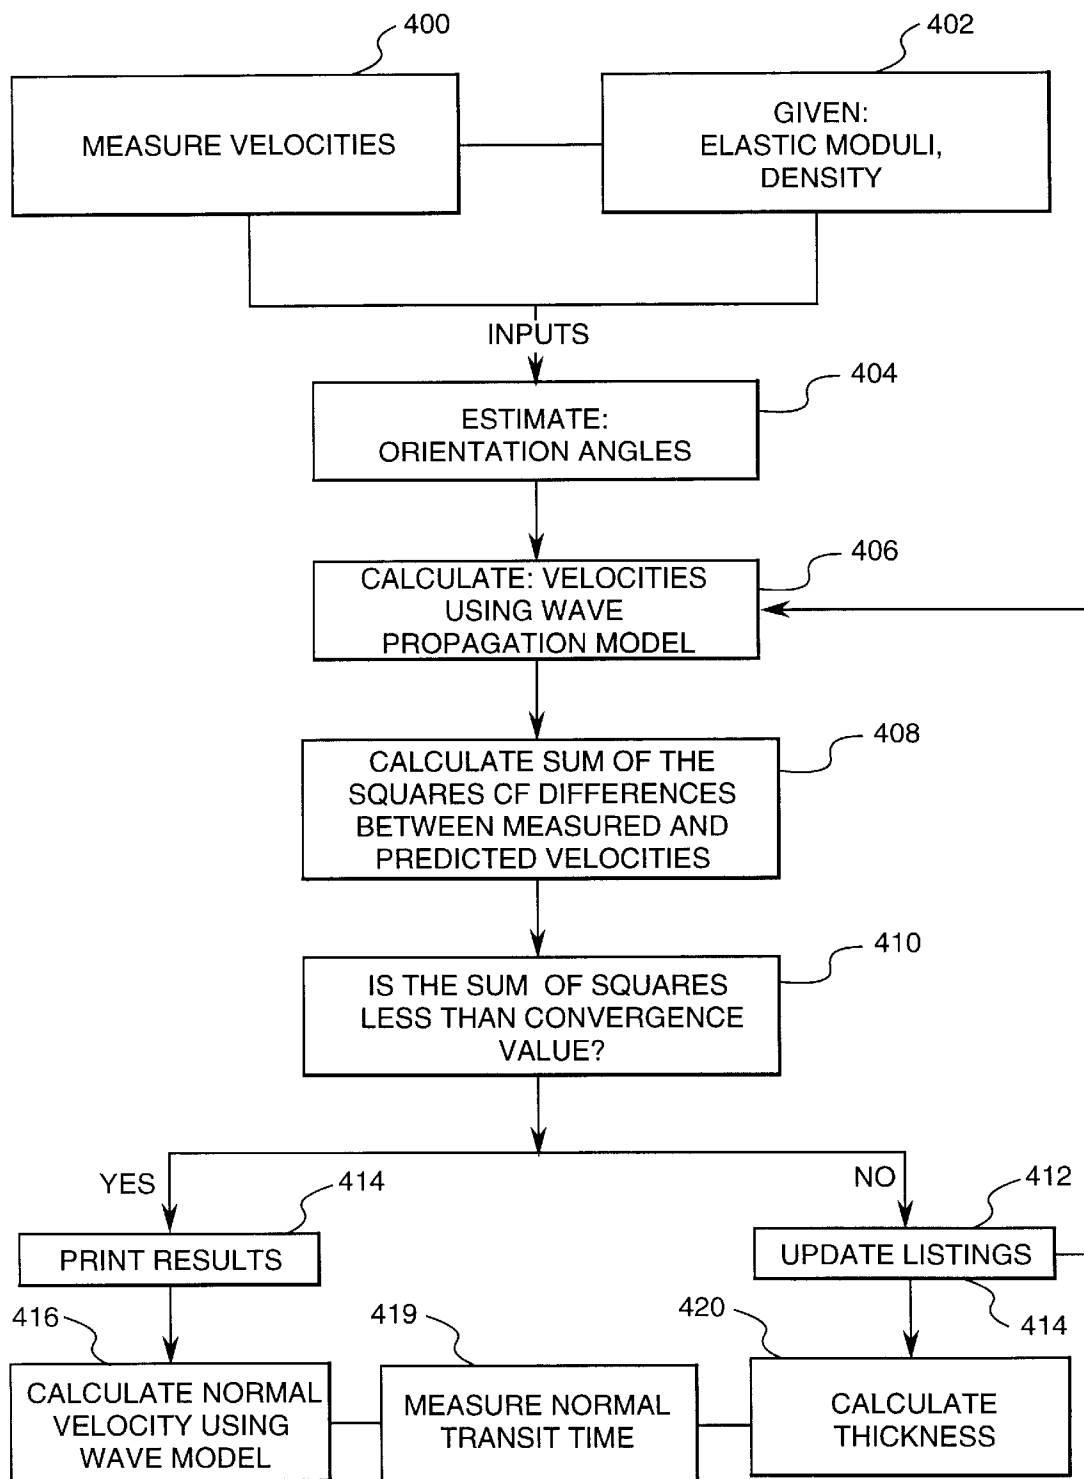 400
402
MEASURE VELOCITIES
GIVEN:
ELASTIC MODULI,
DENSITY
INPUTS
404
ESTIMATE:
ORIENTATION ANGLES
406
CALCULATE: VELOCITIES
USING WAVE
PROPAGATION MODEL
408
CALCULATE SUM OF THE
SQUARES CF DIFFERENCES
BETWEEN MEASURED AND
PREDICTED VELOCITIES
410
IS THE SUM OF SQUARES
LESS THAN CONVERGENCE
VALUE?
YES
414
NO
412
PRINT RESULTS
UPDATE LISTINGS
416
419
420
414
CALCULATE NORMAL
VELOCITY USING
WAVE MODEL
MEASURE NORMAL
TRANSIT TIME
CALCULATE
THICKNESS